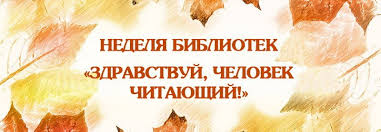 НЕДЕЛЯ БИБЛИОТЕК
«ЗДРАВСТВУЙ, ЧЕЛОВЕК
ЧИТАЮЩИЙ!»